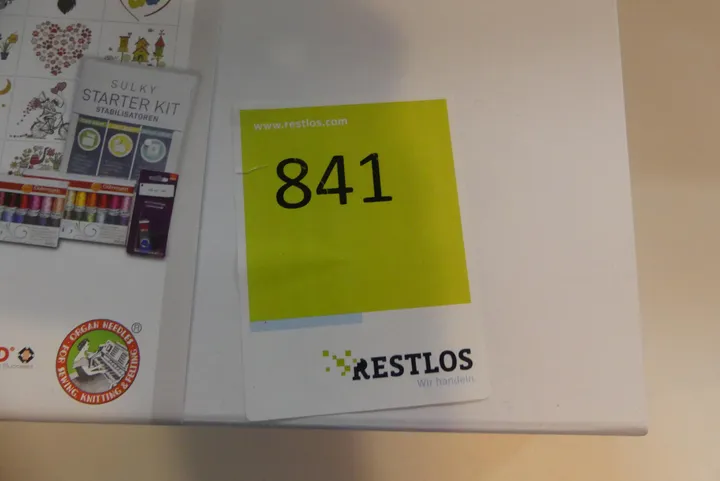 SULKY
STARTER KIT
STABILISATOREN
www.restlos.com
841
ORGAN NEEDLES
FOR SEWING, KNITTING & FELTING
®
RESTLOS
Wir handeln.